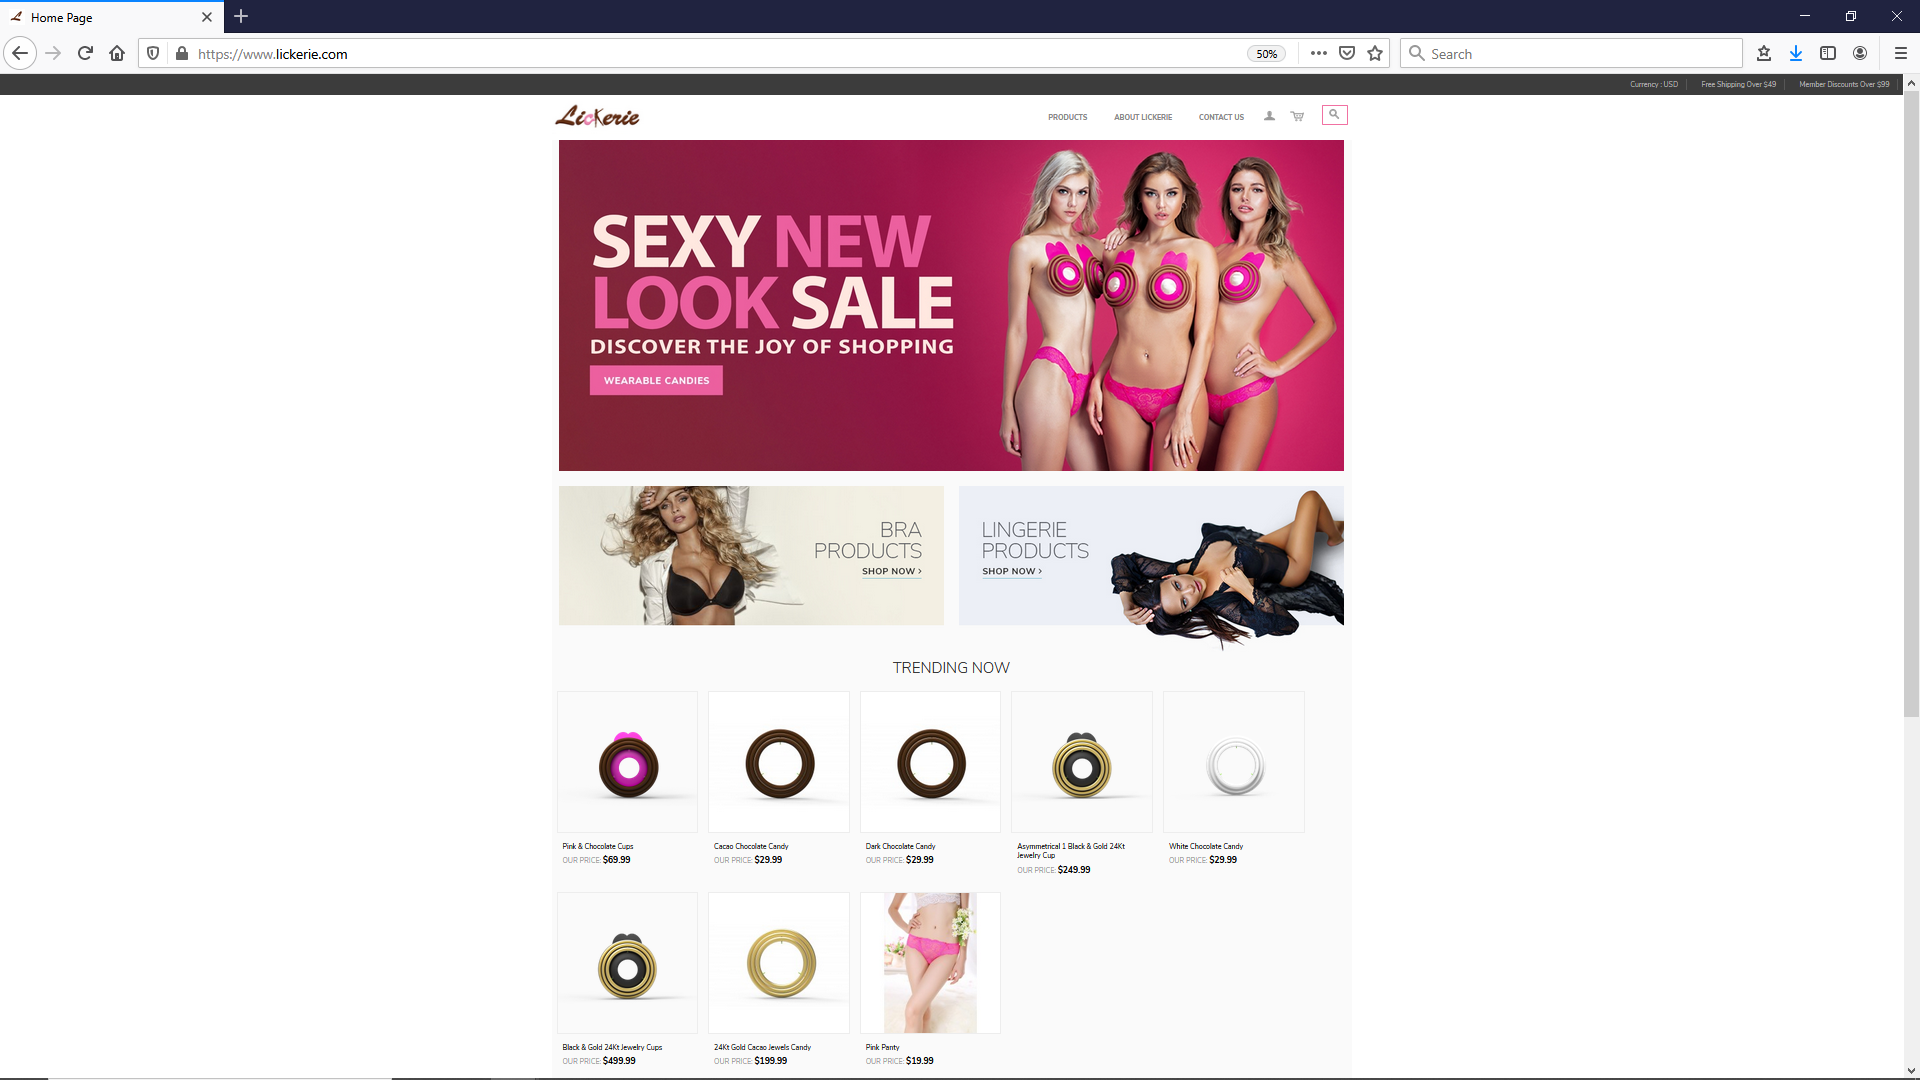 Home Page
https://www.lickerie.com
50%
Search
Currency : USD
Free Shipping Over $49
Member Discounts Over $99
Lickerie
PRODUCTS
ABOUT LICKERIE
CONTACT US
SEXY NEW
LOOK SALE
DISCOVER THE JOY OF SHOPPING
WEARABLE CANDIES
BRA
PRODUCTS
SHOP NOW >
LINGERIE
PRODUCTS
SHOP NOW >
TRENDING NOW
Pink & Chocolate Cups
OUR PRICE: $69.99
Cacao Chocolate Candy
OUR PRICE: $29.99
Dark Chocolate Candy
OUR PRICE: $29.99
Asymmetrical 1 Black & Gold 24Kt
Jewelry Cup
OUR PRICE: $249.99
White Chocolate Candy
OUR PRICE: $29.99
Black & Gold 24Kt Jewelry Cups
OUR PRICE: $499.99
24Kt Gold Cacao Jewels Candy
OUR PRICE: $199.99
Pink Panty
OUR PRICE: $19.99